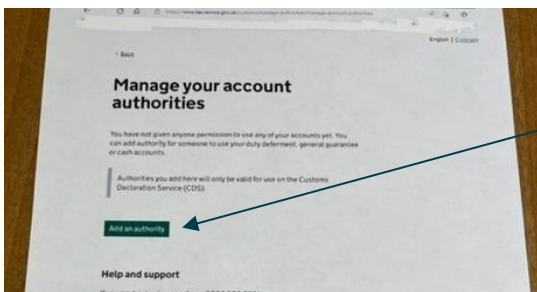 English | Cymraeg
Back
Manage your account
authorities
You have not given anyone permission to use any of your accounts yet. You
can add authority for someone to use your duty deferment, general guarantee
or cash accounts.
Authorities you add here will only be valid for use on the Customs
Declaration Service (CDS).
Add an authority
Help and support